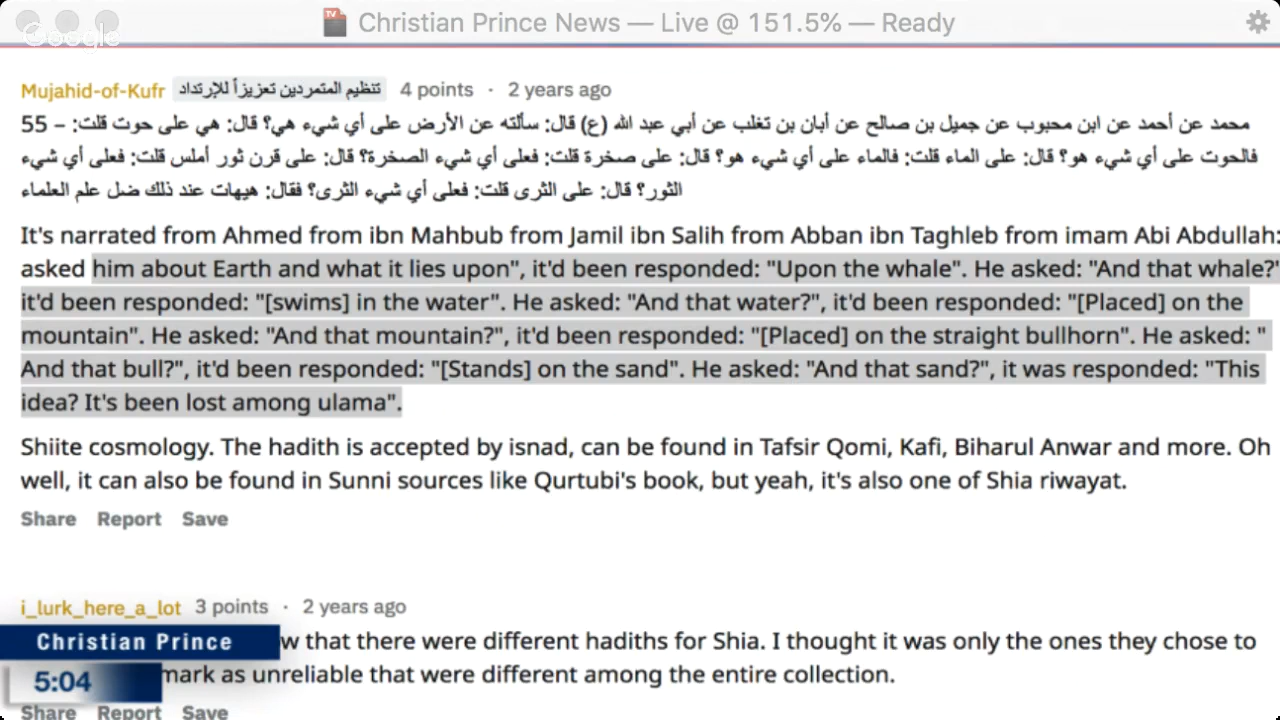 Christian Prince News — Live @ 151.5% — Ready
Google
TV
Mujahid-of-Kufr تنظيم المتمردين تعزيزاً للإرتداد 4 points · 2 years ago
محمد عن أحمد عن ابن محبوب عن جميل بن صالح عن أبان بن تغلب عن أبي عبد الله (ع) قال: سألته عن الأرض على أي شيء هي؟ قال: هي على حوت قلت: – 55
فالحوت على أي شيء هو؟ قال: على الماء قلت: فالماء على أي شيء هو؟ قال: على صخرة قلت: فعلى أي شيء الصخرة؟ قال: على قرن ثور أملس قلت: فعلى أي شيء
الثور؟ قال: على الثرى قلت: فعلى أي شيء الثرى؟ فقال: هيهات عند ذلك ضل علم العلماء
It's narrated from Ahmed from ibn Mahbub from Jamil ibn Salih from Abban ibn Taghleb from imam Abi Abdullah:
asked him about Earth and what it lies upon", it'd been responded: "Upon the whale". He asked: "And that whale?"
it'd been responded: "[swims] in the water". He asked: "And that water?", it'd been responded: "[Placed] on the
mountain". He asked: "And that mountain?", it'd been responded: "[Placed] on the straight bullhorn". He asked: "
And that bull?", it'd been responded: "[Stands] on the sand". He asked: "And that sand?", it was responded: "This
idea? It's been lost among ulama".
Shiite cosmology. The hadith is accepted by isnad, can be found in Tafsir Qomi, Kafi, Biharul Anwar and more. Oh
well, it can also be found in Sunni sources like Qurtubi's book, but yeah, it's also one of Shia riwayat.
Share Report Save
i_lurk_here_a_lot 3 points · 2 years ago
w that there were different hadiths for Shia. I thought it was only the ones they chose to
mark as unreliable that were different among the entire collection.
Christian Prince
5:04
Share Report Save